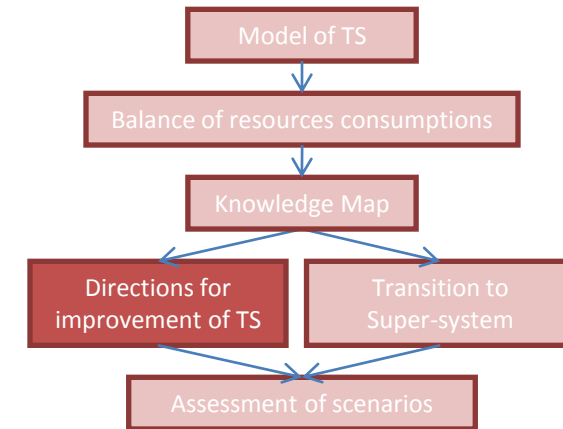 Model of TS
Balance of resources consumptions
Knowledge Map
Directions for
improvement of TS
Transition to
Super-system
Assessment of scenarios